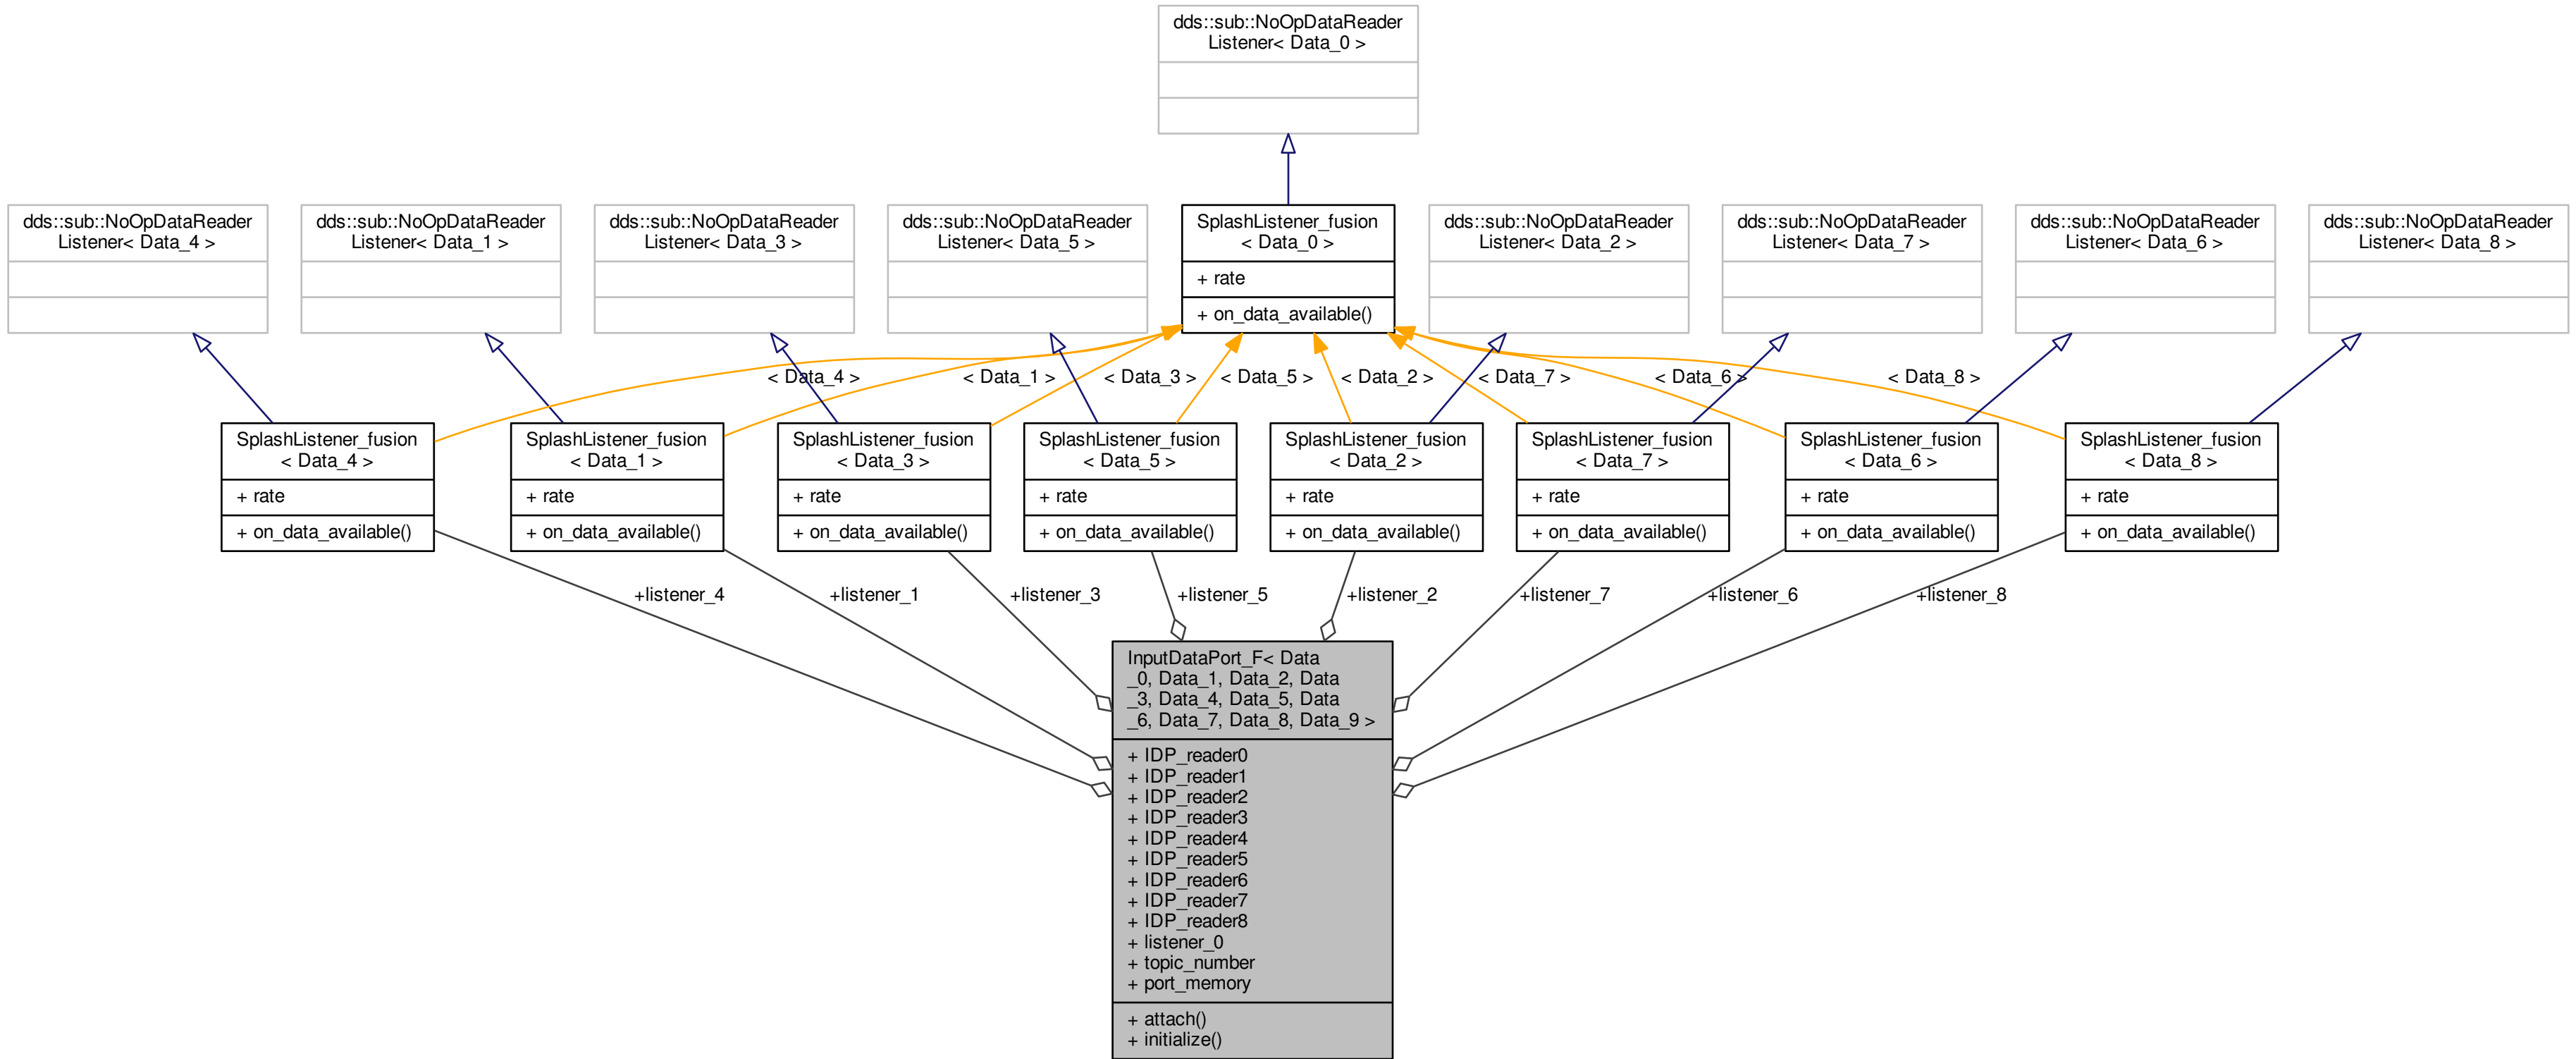 dds::sub::NoOpDataReader
Listener< Data_0 >
dds::sub::NoOpDataReader
Listener< Data_4 >
dds::sub::NoOpDataReader
Listener< Data_1 >
dds::sub::NoOpDataReader
Listener< Data_3 >
dds::sub::NoOpDataReader
Listener< Data_5 >
SplashListener_fusion
< Data_0 >
+ rate
+ on_data_available()
dds::sub::NoOpDataReader
Listener< Data_2 >
dds::sub::NoOpDataReader
Listener< Data_7 >
dds::sub::NoOpDataReader
Listener< Data_6 >
dds::sub::NoOpDataReader
Listener< Data_8 >
< Data_4 >
< Data_1 >
< Data_3 >
< Data_5 >
< Data_2 >
< Data_7 >
< Data_6 >
< Data_8 >
SplashListener_fusion
< Data_4 >
+ rate
+ on_data_available()
SplashListener_fusion
< Data_1 >
+ rate
+ on_data_available()
SplashListener_fusion
< Data_3 >
+ rate
+ on_data_available()
SplashListener_fusion
< Data_5 >
+ rate
+ on_data_available()
SplashListener_fusion
< Data_2 >
+ rate
+ on_data_available()
SplashListener_fusion
< Data_7 >
+ rate
+ on_data_available()
SplashListener_fusion
< Data_6 >
+ rate
+ on_data_available()
SplashListener_fusion
< Data_8 >
+ rate
+ on_data_available()
+listener_4
+listener_1
+listener_3
+listener_5
+listener_2
+listener_7
+listener_6
+listener_8
InputDataPort_F< Data
_0, Data_1, Data_2, Data
_3, Data_4, Data_5, Data
_6, Data_7, Data_8, Data_9 >
+ IDP_reader0
+ IDP_reader1
+ IDP_reader2
+ IDP_reader3
+ IDP_reader4
+ IDP_reader5
+ IDP_reader6
+ IDP_reader7
+ IDP_reader8
+ listener_0
+ topic_number
+ port_memory
+ attach()
+ initialize()